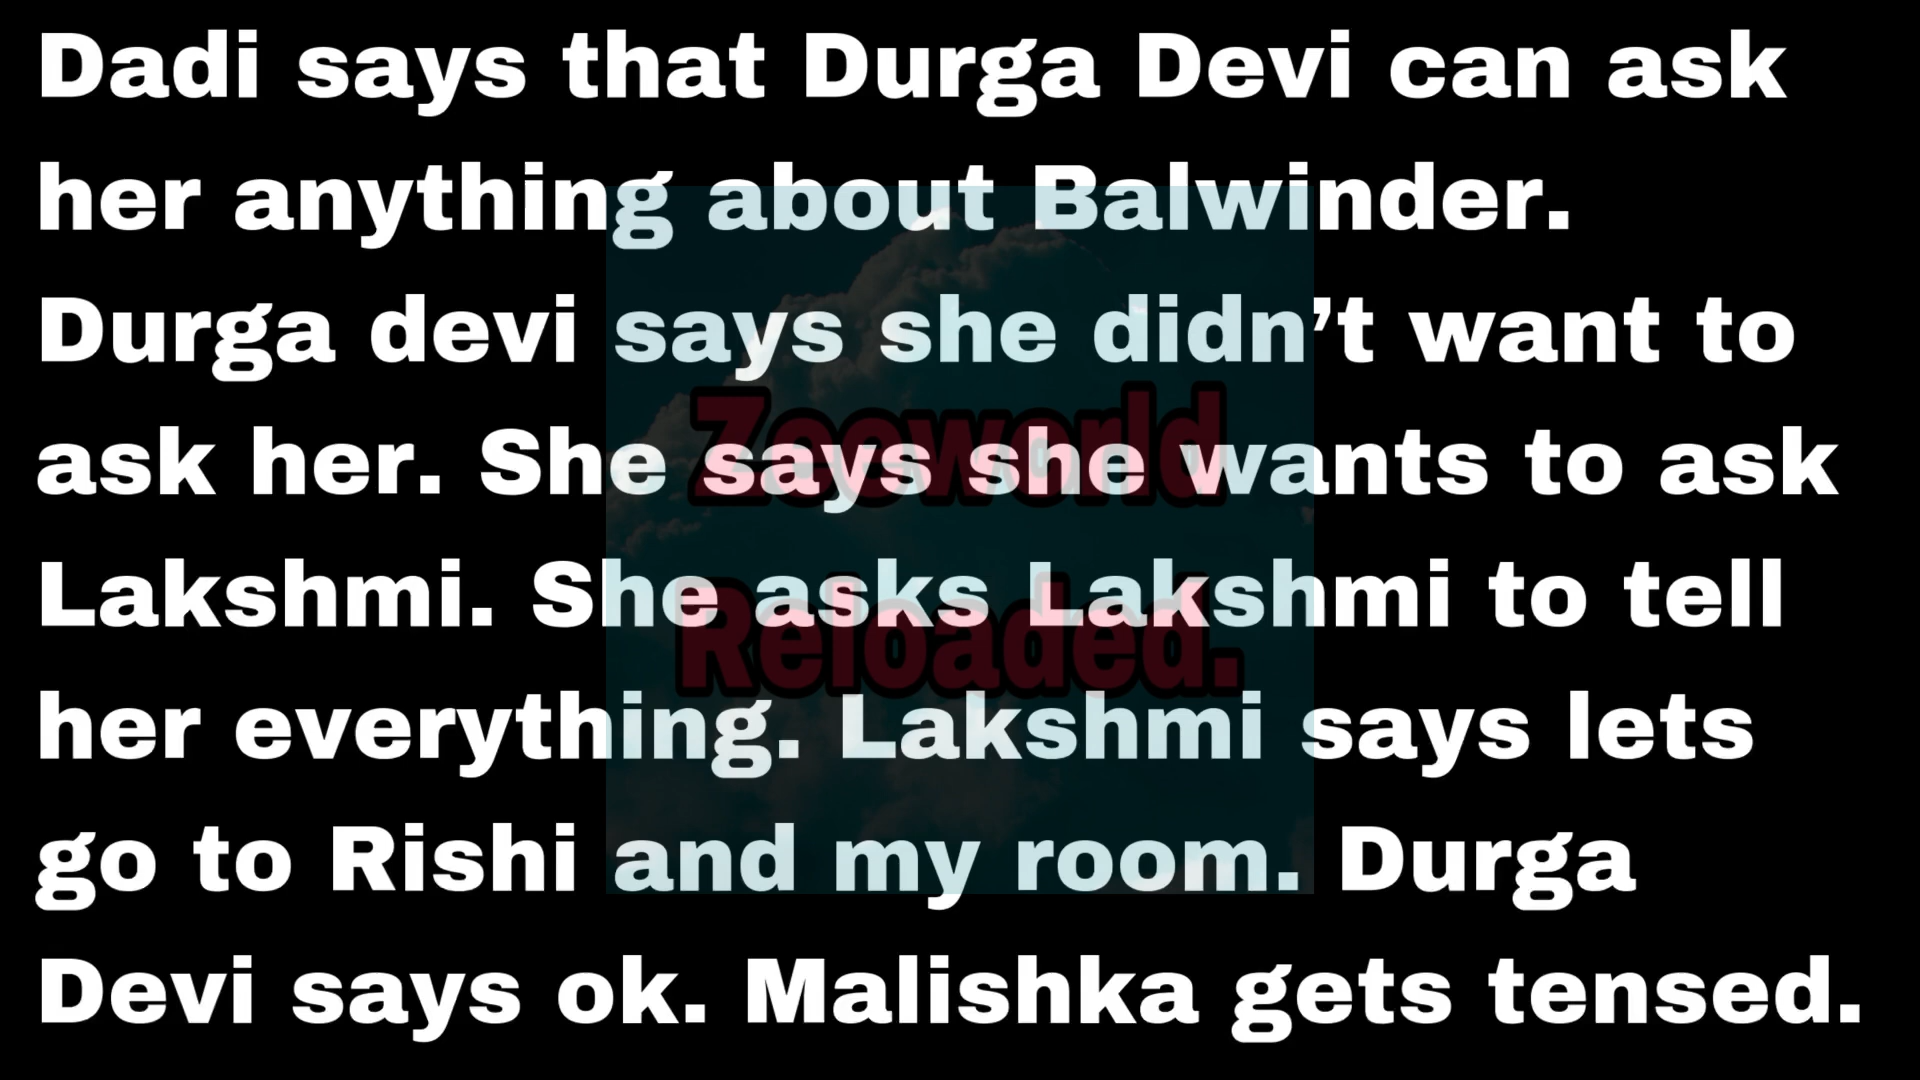 Dadi says that Durga Devi can ask
her anything about Balwinder.
Durga devi says she didn’t want to
ask her. She says she wants to ask
Lakshmi. She asks Lakshmi to tell
her everything. Lakshmi says lets
go to Rishi and my room. Durga
Devi says ok. Malishka gets tensed.
Zeeworld
Reloaded.